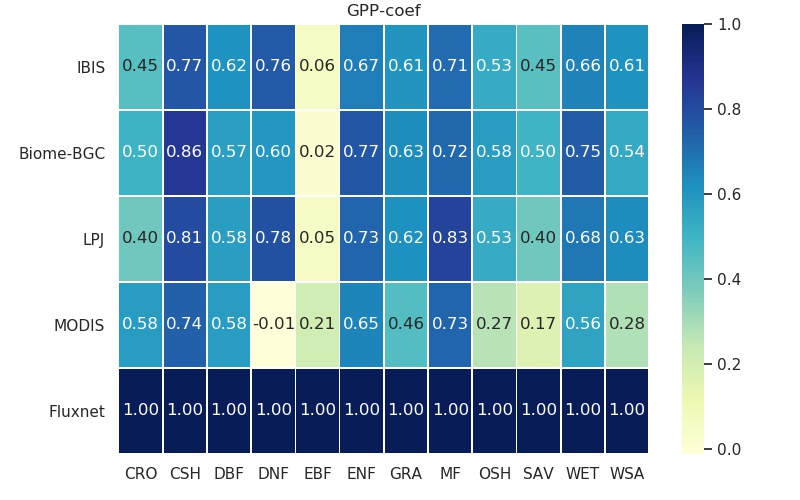 GPP-coef
IBIS 0.45 0.77 0.62 0.76 0.06 0.67 0.61 0.71 0.53 0.45 0.66 0.61
Biome-BGC 0.50 0.86 0.57 0.60 0.02 0.77 0.63 0.72 0.58 0.50 0.75 0.54
LPJ 0.40 0.81 0.58 0.78 0.05 0.73 0.62 0.83 0.53 0.40 0.68 0.63
MODIS 0.58 0.74 0.58 -0.01 0.21 0.65 0.46 0.73 0.27 0.17 0.56 0.28
Fluxnet 1.00 1.00 1.00 1.00 1.00 1.00 1.00 1.00 1.00 1.00 1.00 1.00
CRO CSH DBF DNF EBF ENF GRA MF OSH SAV WET WSA
1.0
0.8
0.6
0.4
0.2
0.0